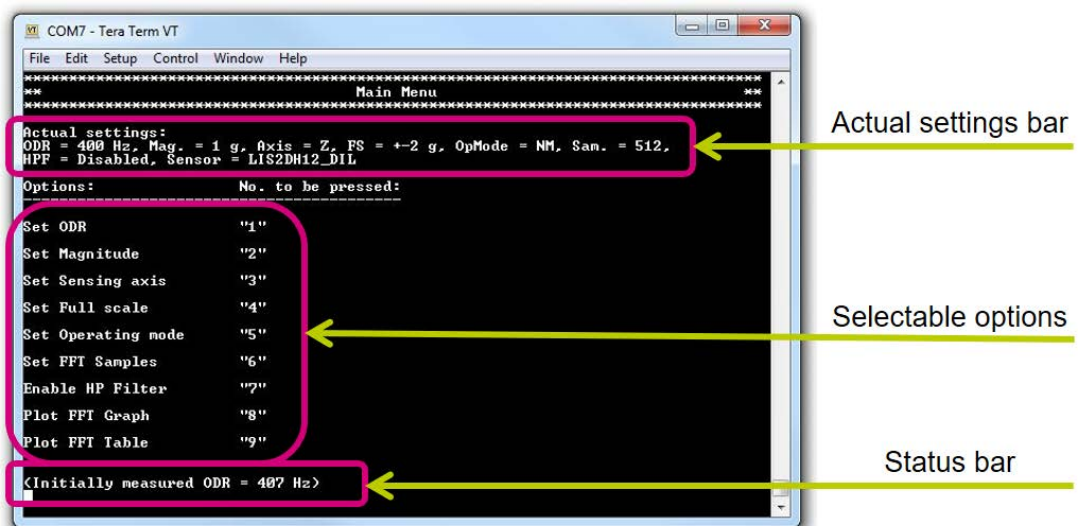 COM7 - Tera Term VT
File Edit Setup Control Window Help
********************************************************************************
** Main Menu **
********************************************************************************
Actual settings:
ODR = 400 Hz, Mag. = 1 g, Axis = Z, FS = +-2 g, OpMode = NM, Sam. = 512,
HPF = Disabled, Sensor = LIS2DH12_DIL
Actual settings bar
Options: No. to be pressed:
--------------------------------------------
Set ODR "1"
Set Magnitude "2"
Set Sensing axis "3"
Set Full scale "4"
Set Operating mode "5"
Set FFT Samples "6"
Enable HP Filter "7"
Plot FFT Graph "8"
Plot FFT Table "9"
Selectable options
(Initially measured ODR = 407 Hz)
Status bar